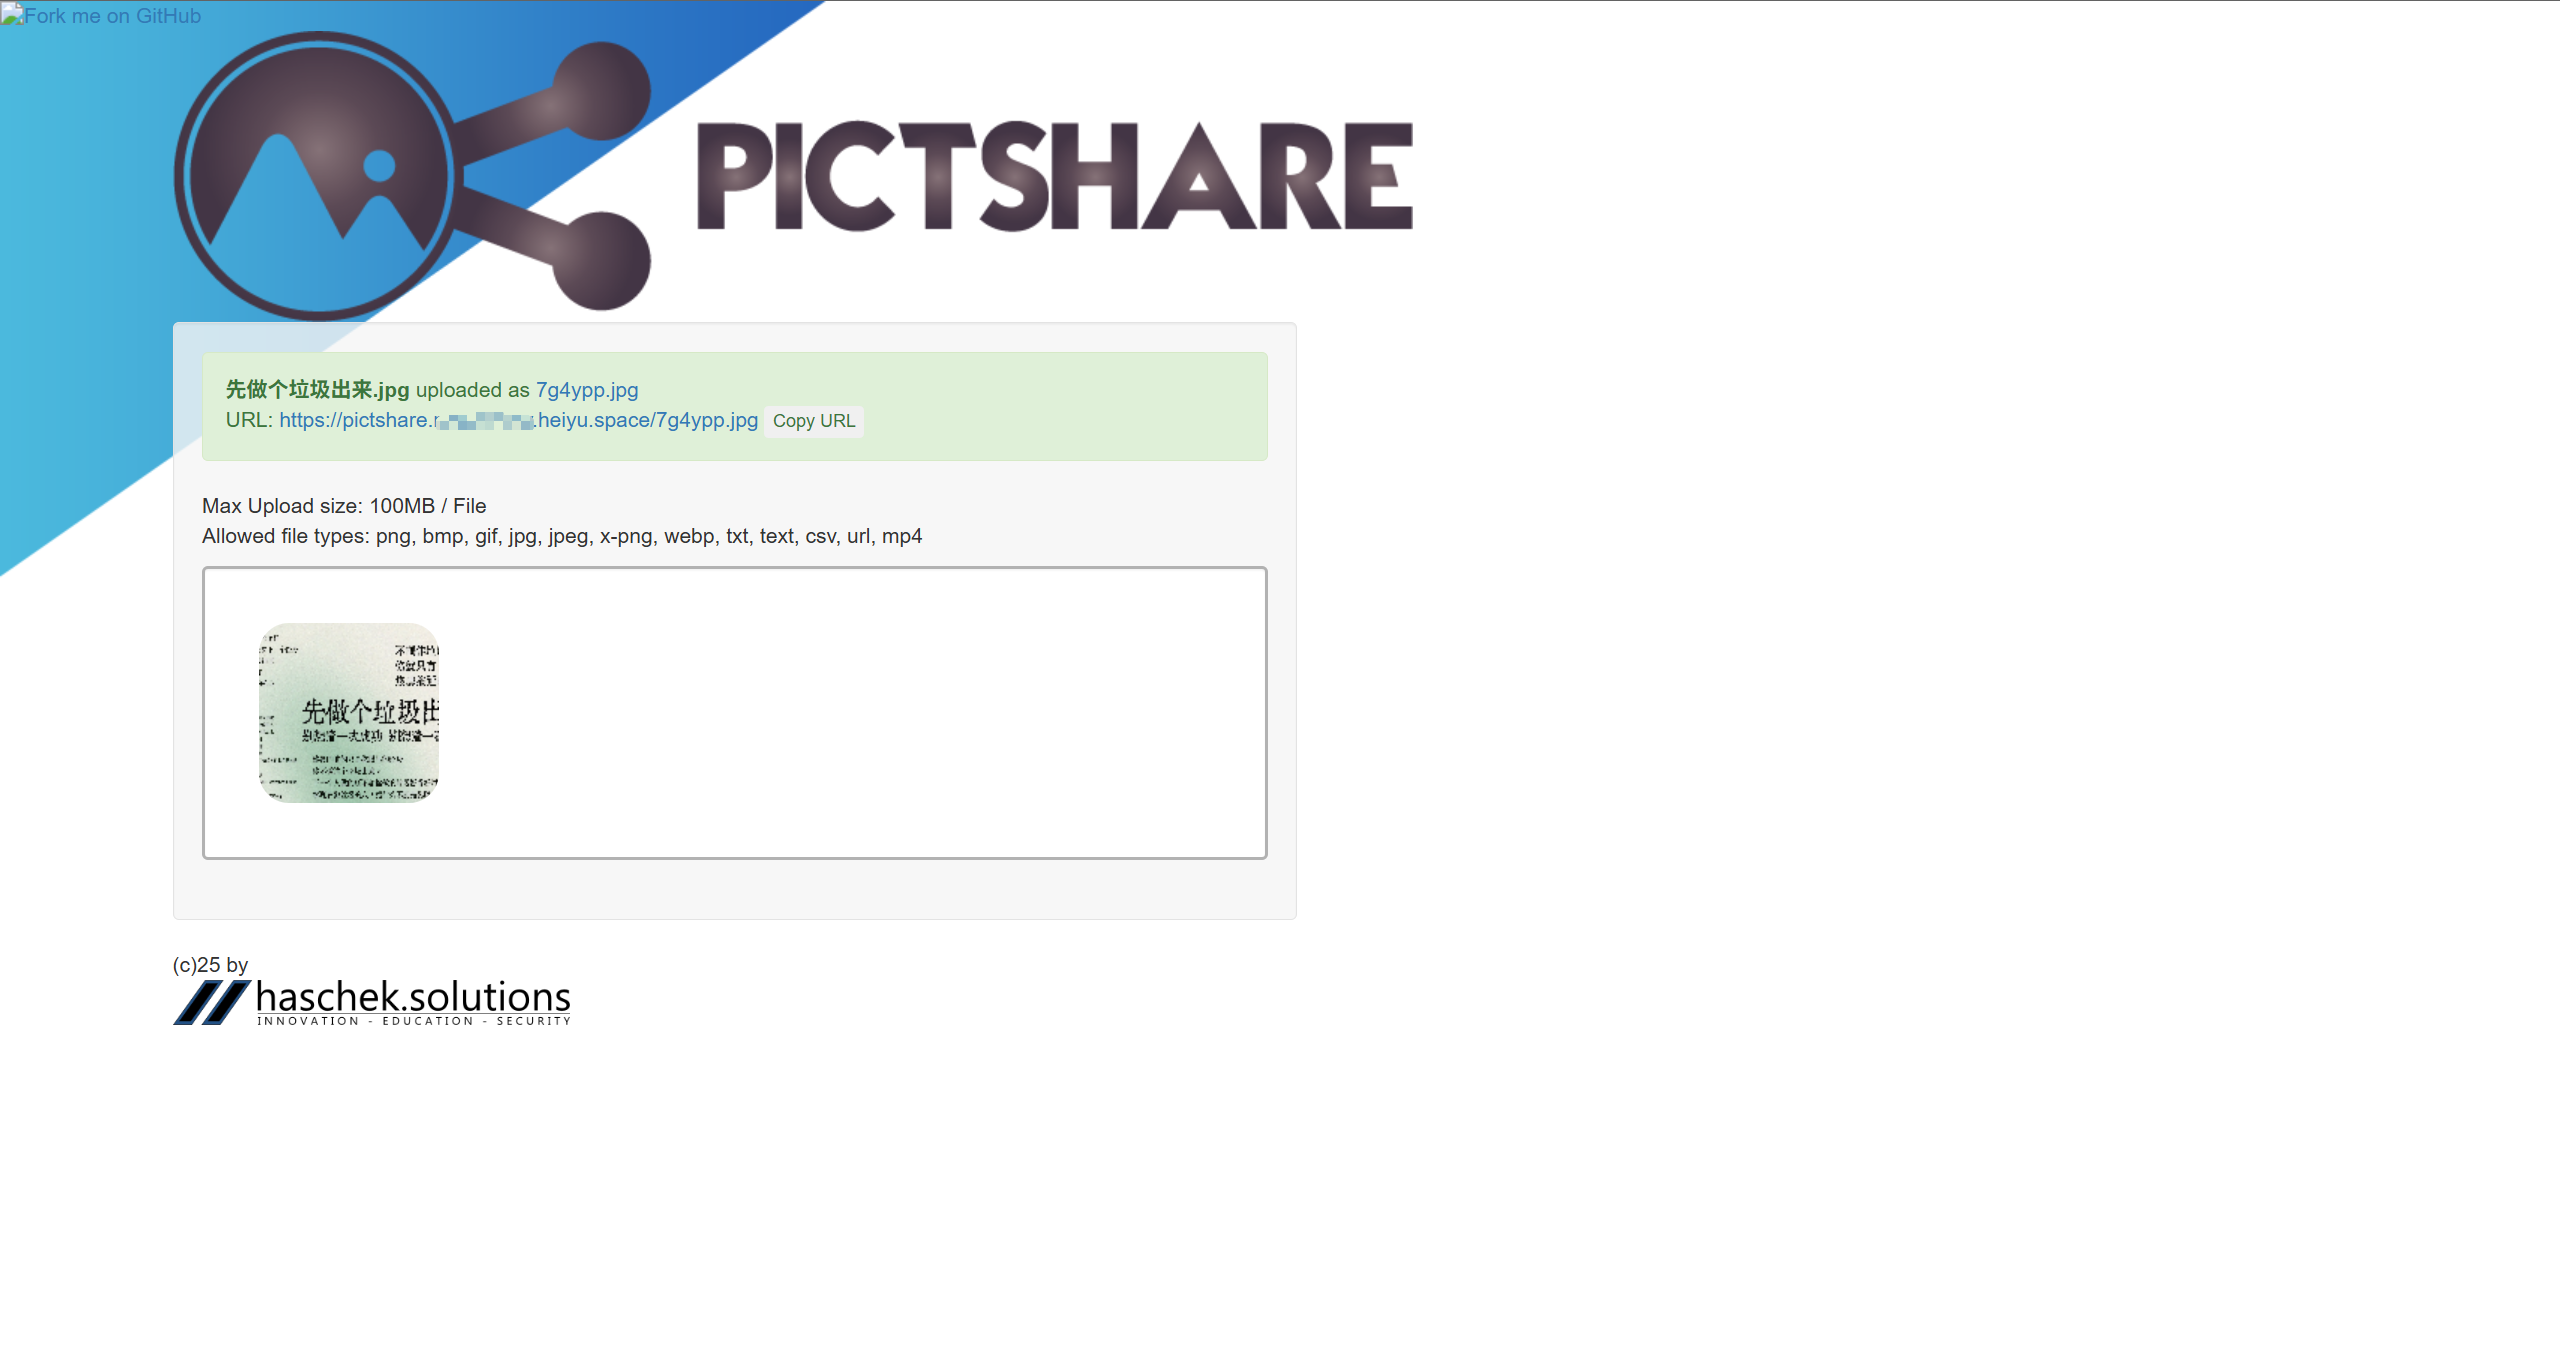 Fork me on GitHub
PICTSHARE
先做个垃圾出来.jpg uploaded as 7g4ypp.jpg
URL: https://pictshare. .heiyu.space/7g4ypp.jpg Copy URL
Max Upload size: 100MB / File
Allowed file types: png, bmp, gif, jpg, jpeg, x-png, webp, txt, text, csv, url, mp4
先做个垃圾出
(c)25 by
haschek.solutions
INNOVATION - EDUCATION - SECURITY